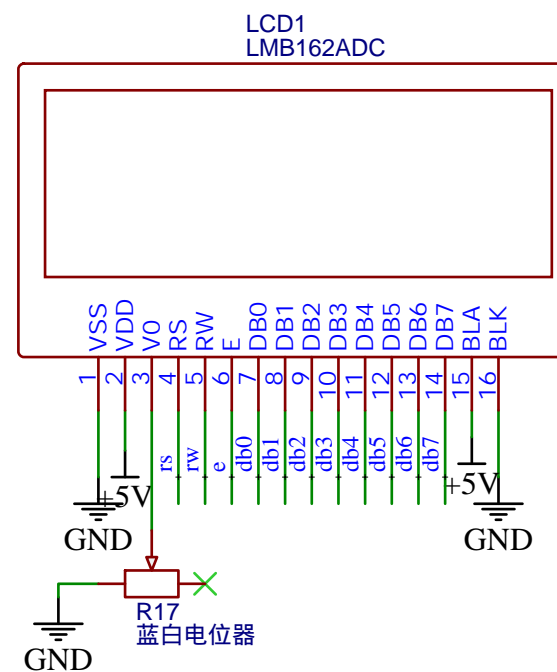 LCD1
LMB162ADC
VSS VDD V0 RS RW E DB0 DB1 DB2 DB3 DB4 DB5 DB6 DB7 BLA BLK
1 2 3 4 5 6 7 8 9 10 11 12 13 14 15 16
rs rw e db0 db1 db2 db3 db4 db5 db6 db7
+5V +5V
GND GND
R17
蓝白电位器
GND